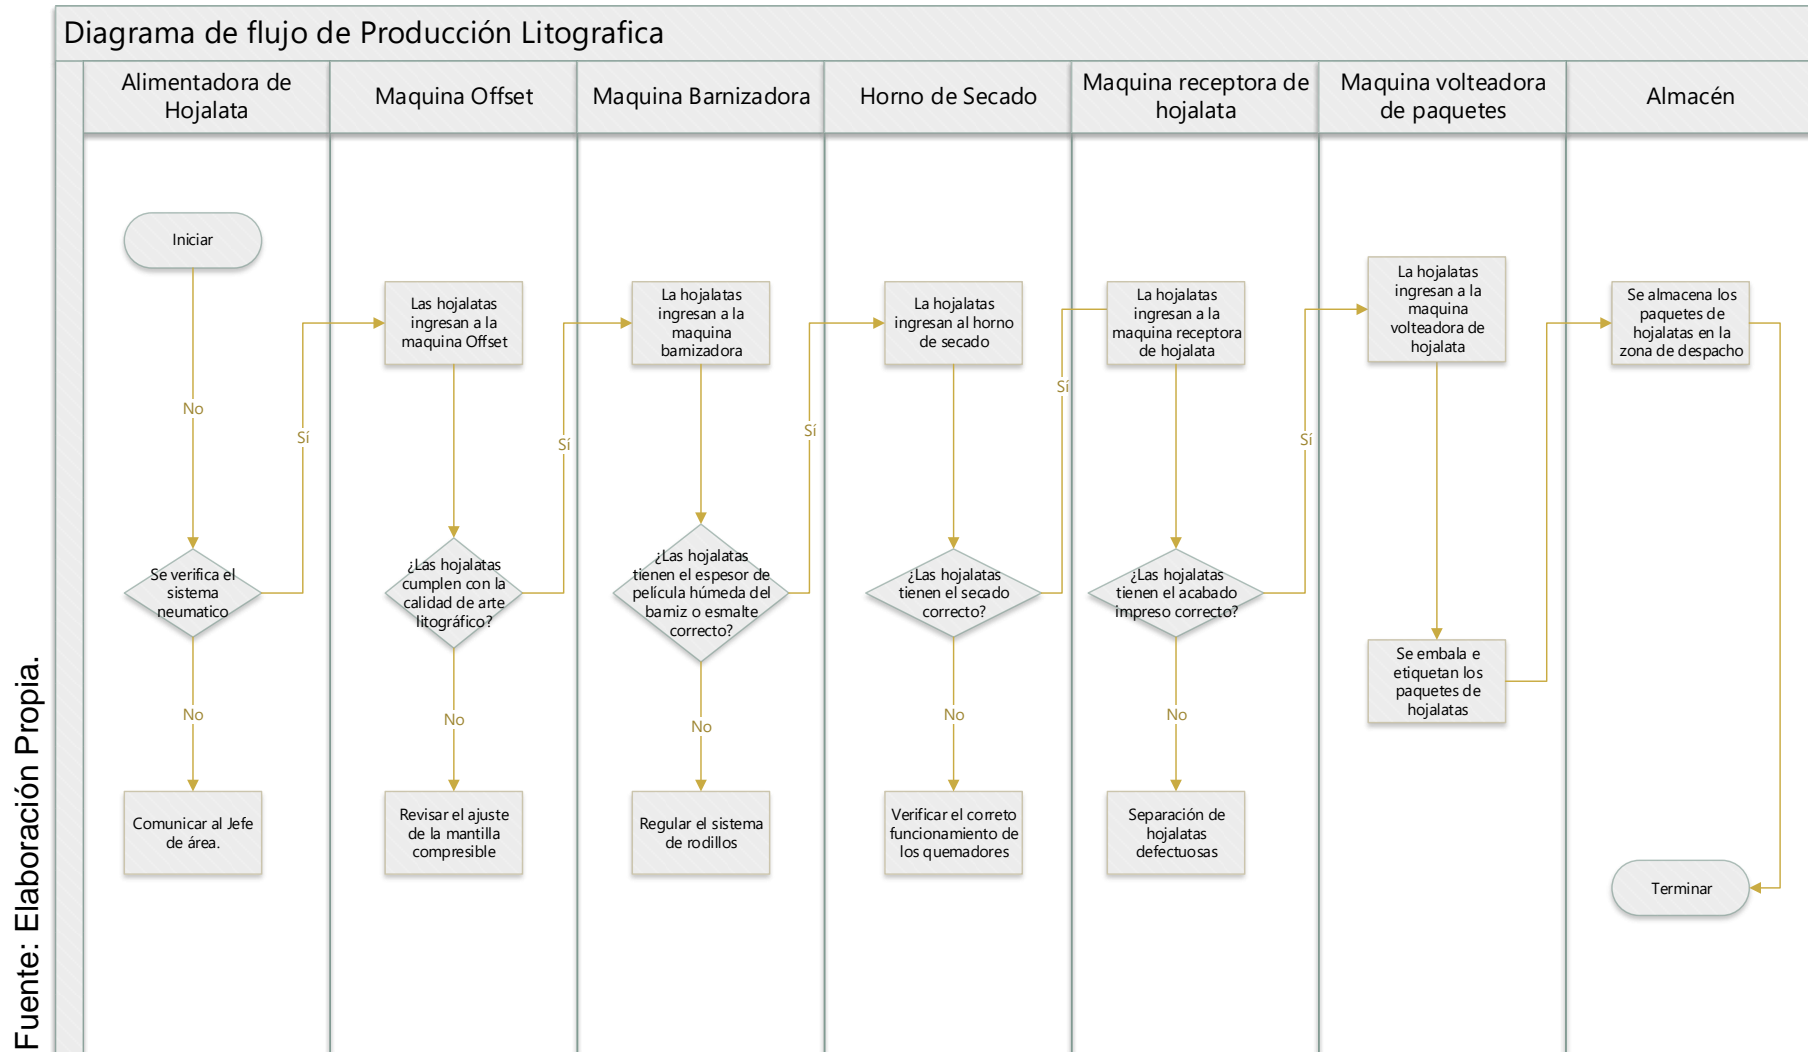 Diagrama de flujo de Producción Litografica
Alimentadora de
Hojalata
Maquina Offset
Maquina Barnizadora
Horno de Secado
Maquina receptora de
hojalata
Maquina volteadora
de paquetes
Almacén
Iniciar
No
Sí
Se verifica el
sistema
neumatico
No
Comunicar al Jefe
de área.
Las hojalatas
ingresan a la
maquina Offset
Sí
¿Las hojalatas
cumplen con la
calidad de arte
litográfico?
No
Revisar el ajuste
de la mantilla
compresible
La hojalatas
ingresan a la
maquina
barnizadora
Sí
¿Las hojalatas
tienen el espesor de
película húmeda del
barniz o esmalte
correcto?
No
Regular el sistema
de rodillos
La hojalatas
ingresan al horno
de secado
Sí
¿Las hojalatas
tienen el secado
correcto?
No
Verificar el correto
funcionamiento de
los quemadores
La hojalatas
ingresan a la
maquina receptora
de hojalata
Sí
¿Las hojalatas
tienen el acabado
impreso correcto?
No
Separación de
hojalatas
defectuosas
La hojalatas
ingresan a la
maquina
volteadora de
hojalata
Se embala e
etiquetan los
paquetes de
hojalatas
Se almacena los
paquetes de
hojalatas en la
zona de despacho
Terminar
Fuente: Elaboración Propia.